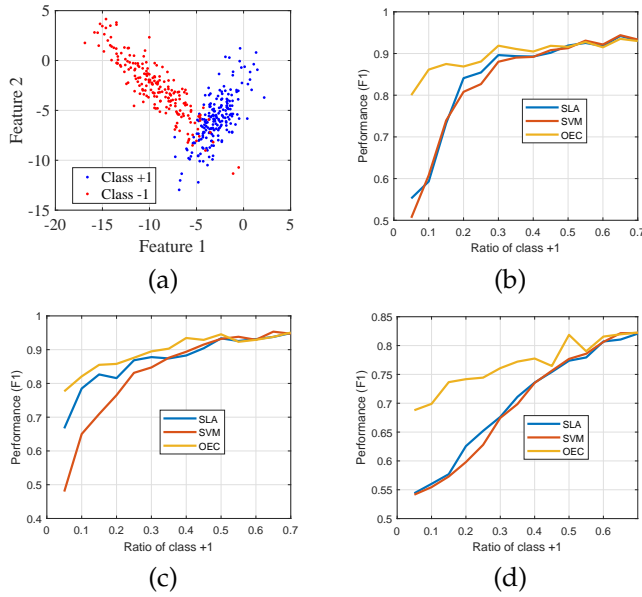 5
0
-5
-10
-15
-20
-15
-10
-5
0
5
Feature 2
Feature 1
Class +1
Class -1
(a)
1
0.9
0.8
0.7
0.6
0.5
0
0.1
0.2
0.3
0.4
0.5
0.6
0.7
Performance (F1)
Ratio of class +1
SLA
SVM
OEC
(b)
1
0.9
0.8
0.7
0.6
0.5
0.4
0
0.1
0.2
0.3
0.4
0.5
0.6
0.7
Performance (F1)
Ratio of class +1
SLA
SVM
OEC
(c)
0.85
0.8
0.75
0.7
0.65
0.6
0.55
0.5
0
0.1
0.2
0.3
0.4
0.5
0.6
Performance (F1)
Ratio of class +1
SLA
SVM
OEC
(d)